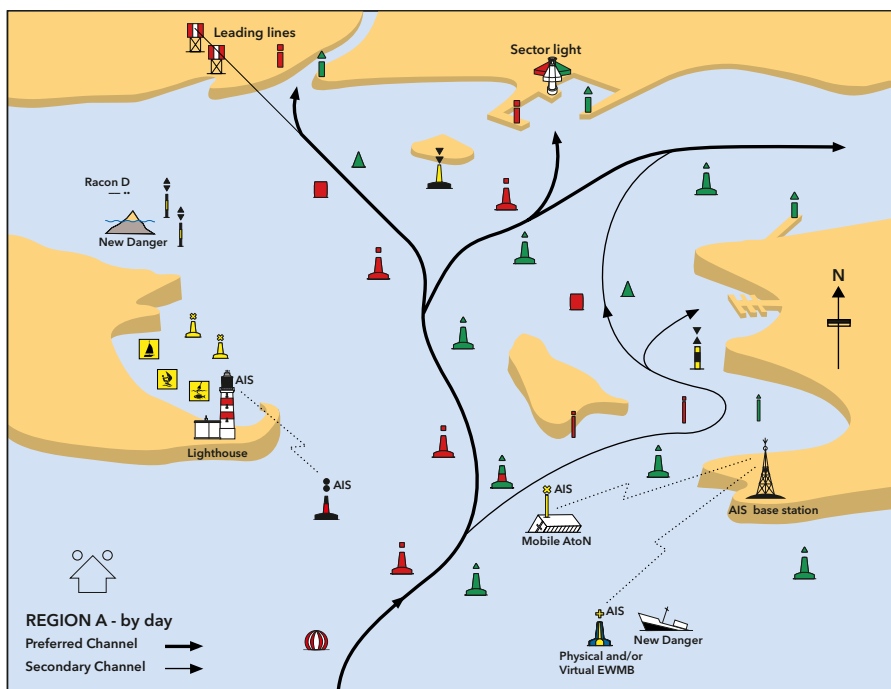 Leading lines
Sector light
Racon D
New Danger
N
AIS
Lighthouse
AIS
AIS
Mobile AtoN
AIS base station
REGION A - by day
Preferred Channel
Secondary Channel
AIS
New Danger
Physical and/or
Virtual EWMB